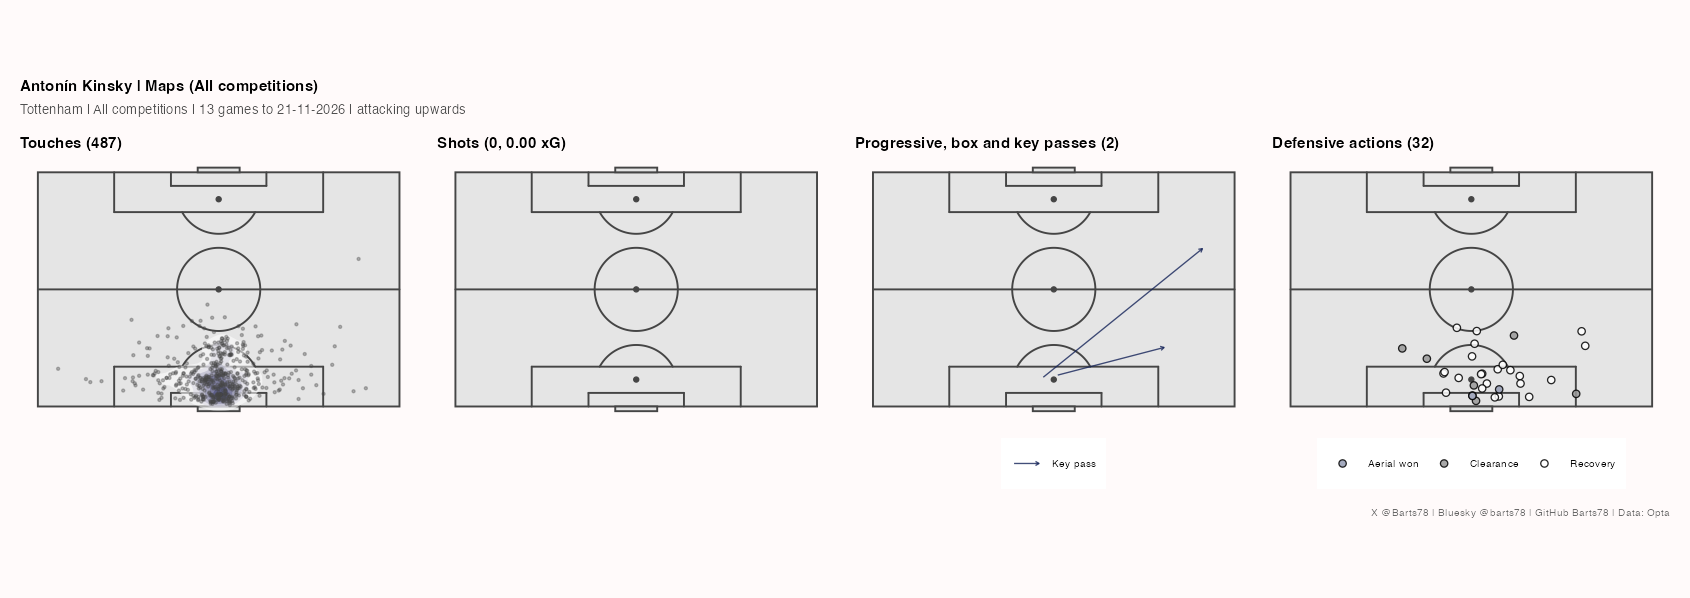 Antonín Kinsky | Maps (All competitions)
Tottenham | All competitions | 13 games to 21-11-2026 | attacking upwards
Touches (487)
Shots (0, 0.00 xG)
Progressive, box and key passes (2)
Defensive actions (32)
Key pass
Aerial won
Clearance
Recovery
X @Barts78 | Bluesky @barts78 | GitHub Barts78 | Data: Opta